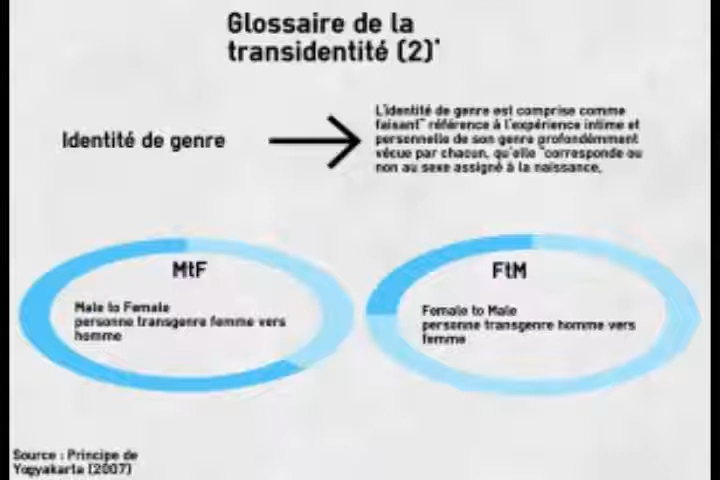 Glossaire de la
transidentité (2)*
Identité de genre
L'identité de genre est comprise comme
faisant" référence à l'expérience intime et
personnelle de son genre profondémment
vécue par chacun, qu'elle "corresponde ou
non au sexe assigné à la naissance.
MtF
Male to Female
personne transgenre femme vers
homme
FtM
Female to Male
personne transgenre homme vers
femme
Source : Principe de
Yogyakarta (2007)